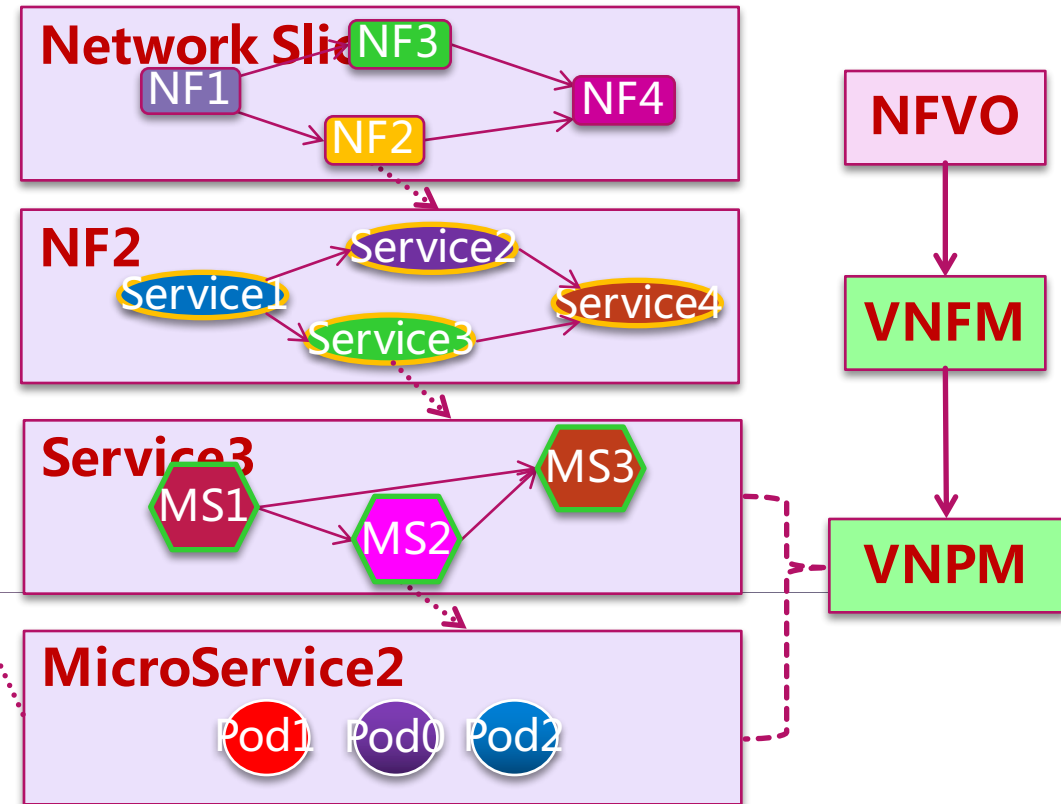 Network Slic
NF3
NF1
NF4
NF2
NF2
Service2
Service1
Service4
Service3
Service3
MS3
MS1
MS2
MicroService2
Pod1
Pod0
Pod2
NFVO
VNFM
VNPM